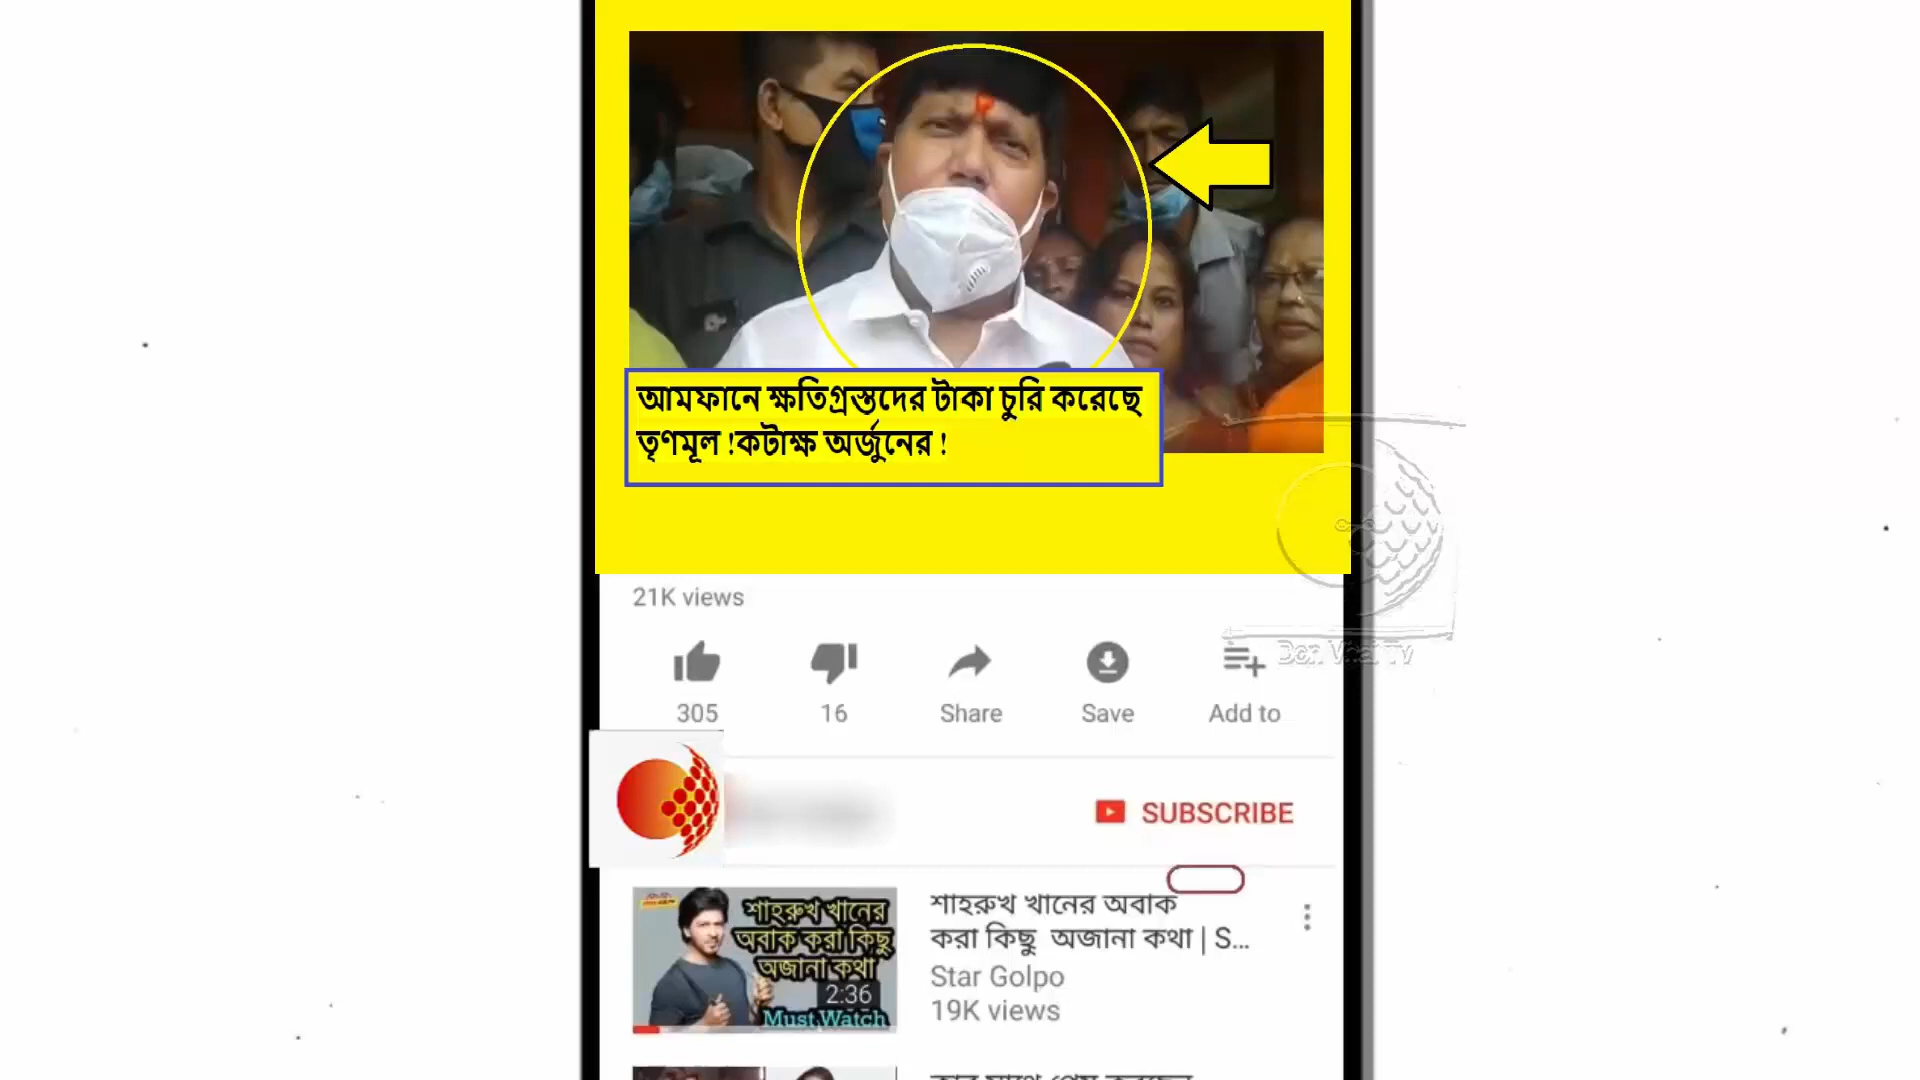 আমফানে ক্ষতিগ্রস্তদের টাকা চুরি করেছে
তৃণমূল !কটাক্ষ অর্জুনের !
21K views
305
16
Share
Save
Add to
SUBSCRIBE
শাহরুখ খানের
অবাক করা কিছু
অজানা কথা
2:36
Must Watch
শাহরুখ খানের অবাক
করা কিছু অজানা কথা | S...
Star Golpo
19K views